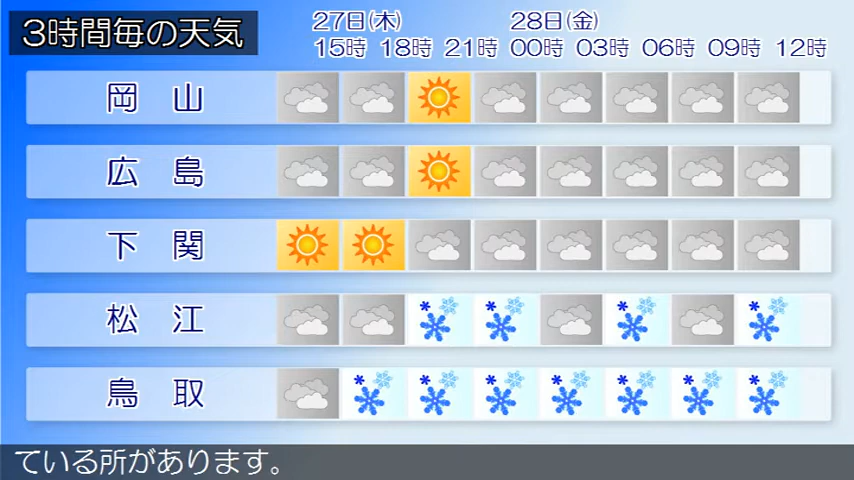 3時間毎の天気
27日(木) 28日(金)
15時 18時 21時 00時 03時 06時 09時 12時
岡 山
広 島
下 関
松 江
鳥 取
ている所があります。